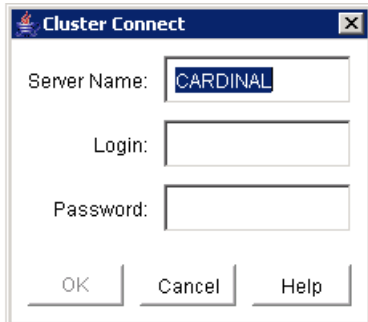 Cluster Connect
Server Name: CARDINAL
Login:
Password:
OK Cancel Help